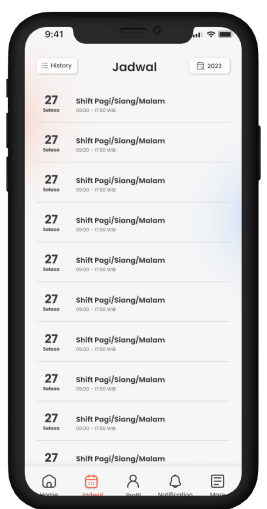 9:41
History
Jadwal
2023
27
Selasa
Shift Pagi/Siang/Malam
09:00 - 17:00 WIB
27
Selasa
Shift Pagi/Siang/Malam
09:00 - 17:00 WIB
27
Selasa
Shift Pagi/Siang/Malam
09:00 - 17:00 WIB
27
Selasa
Shift Pagi/Siang/Malam
09:00 - 17:00 WIB
27
Selasa
Shift Pagi/Siang/Malam
09:00 - 17:00 WIB
27
Selasa
Shift Pagi/Siang/Malam
09:00 - 17:00 WIB
27
Selasa
Shift Pagi/Siang/Malam
09:00 - 17:00 WIB
27
Selasa
Shift Pagi/Siang/Malam
09:00 - 17:00 WIB
27
Selasa
Shift Pagi/Siang/Malam
09:00 - 17:00 WIB
27
Shift Pagi/Siang/Malam
Home
Jadwal
Profil
Notification
More